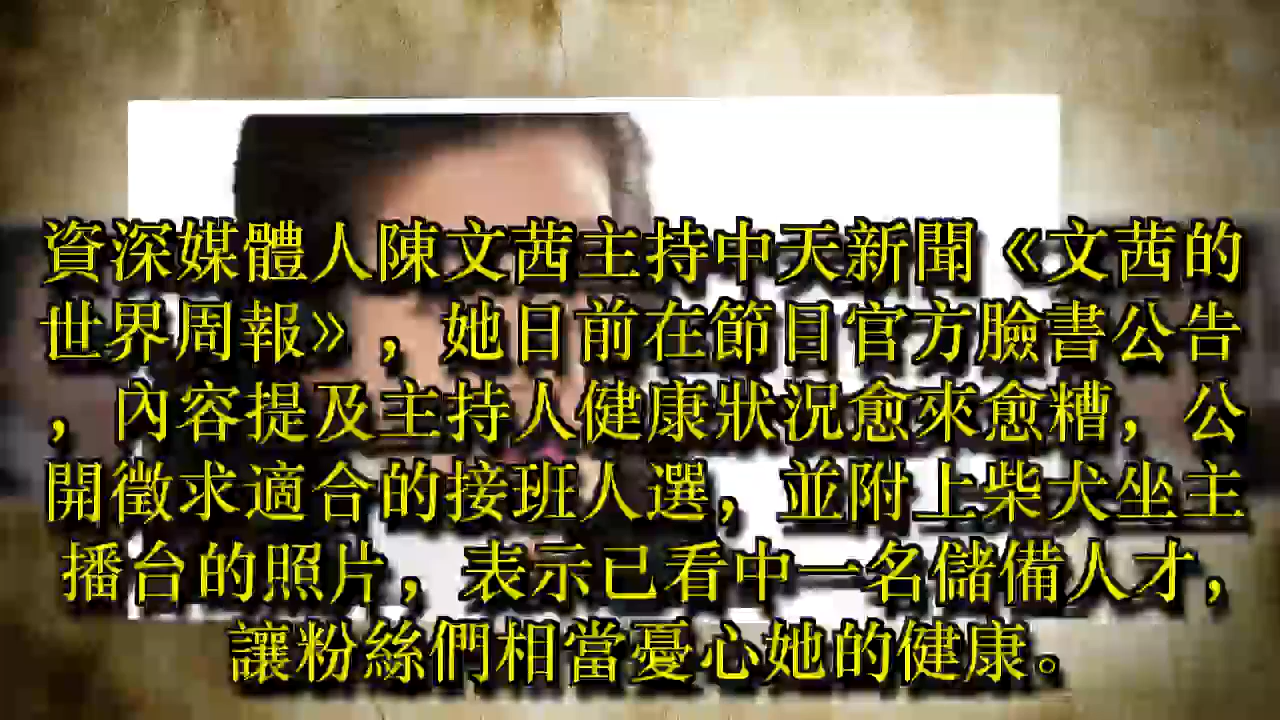 資深媒體人陳文茜主持中天新聞《文茜的
世界周報》，她日前在節目官方臉書公告
，內容提及主持人健康狀況愈來愈糟，公
開徵求適合的接班人選，並附上柴犬坐主
播台的照片，表示已看中一名儲備人才，
讓粉絲們相當憂心她的健康。